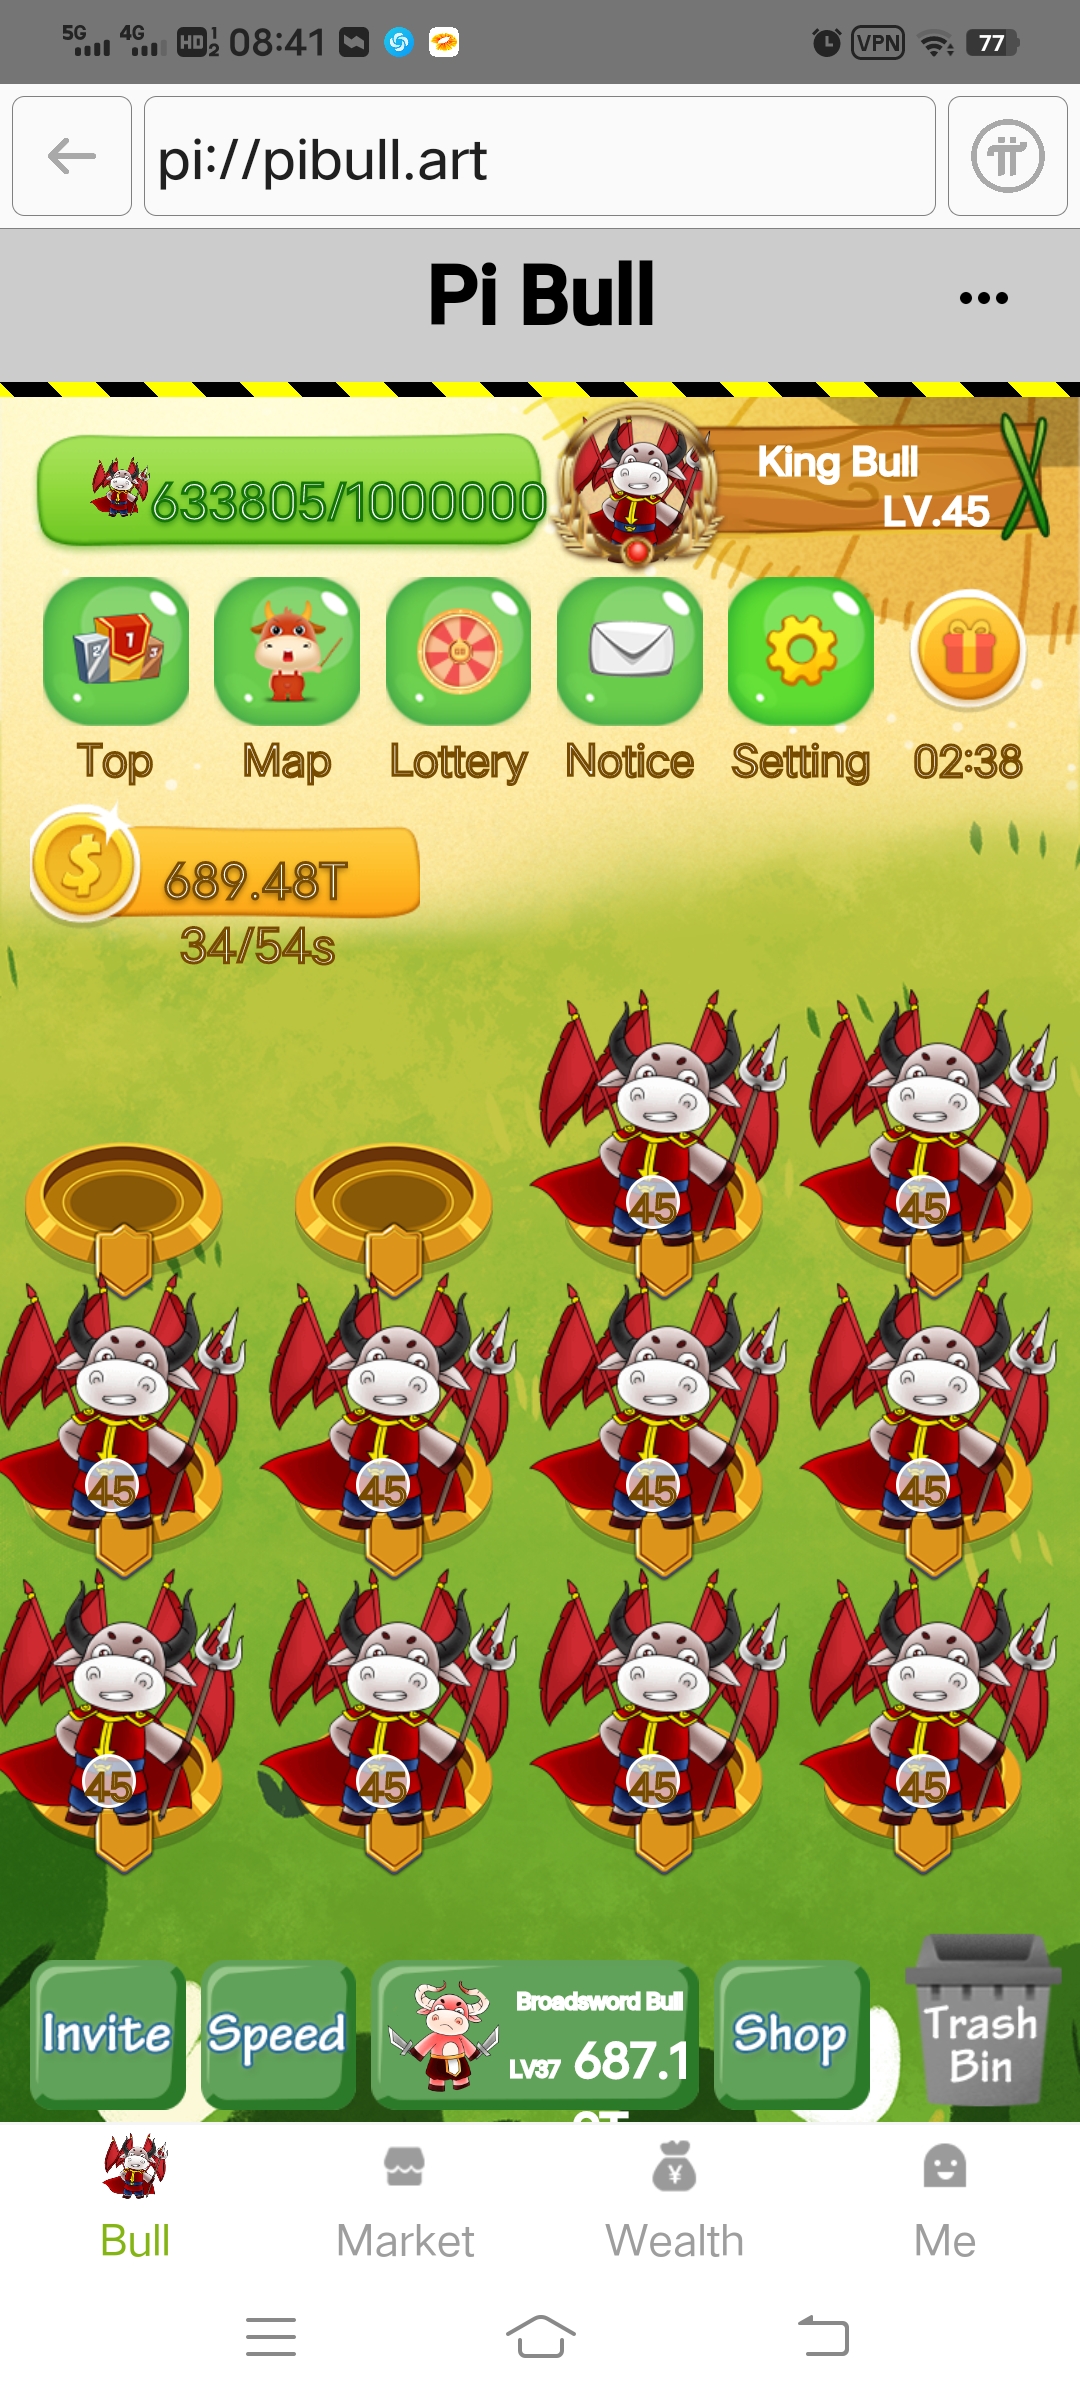 5G 4G HD 1 2 08:41 VPN 77
pi://pibull.art
Pi Bull
633805/1000000
King Bull
LV.45
Top Map Lottery Notice Setting 02:38
689.48T
34/54s
45 45
45 45 45 45
45 45 45 45
Invite Speed Broadsword Bull LV37 687.1 Shop Trash Bin
Bull Market Wealth Me